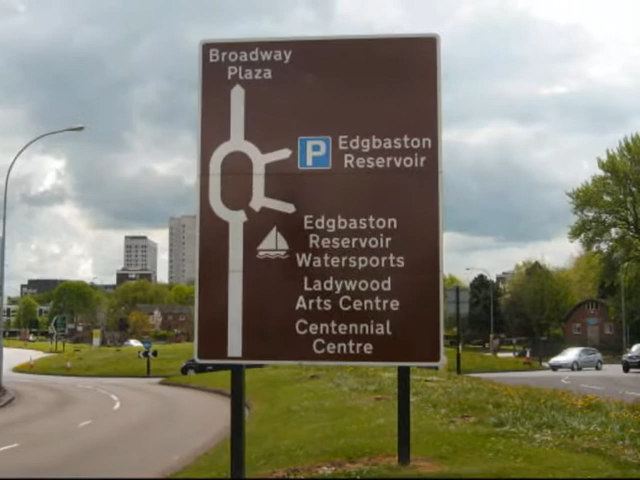 Broadway
Plaza
P
Edgbaston
Reservoir
Edgbaston
Reservoir
Watersports
Ladywood
Arts Centre
Centennial
Centre